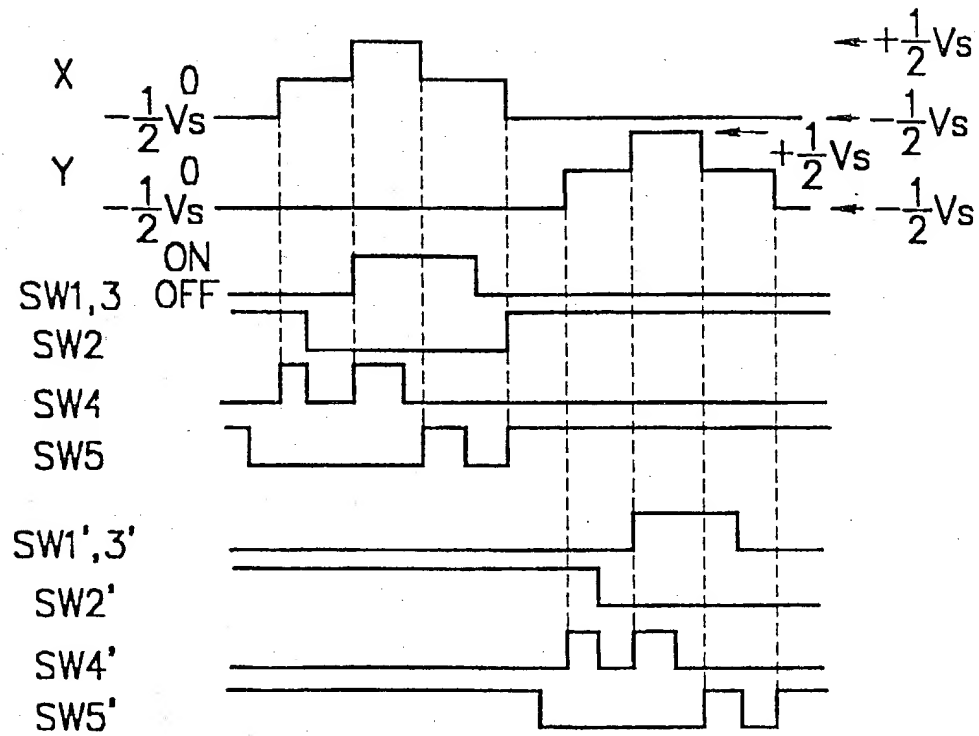 X
0
-1/2Vs
+1/2Vs
-1/2Vs
Y
0
-1/2Vs
+1/2Vs
-1/2Vs
ON
SW1,3 OFF
SW2
SW4
SW5
SW1',3'
SW2'
SW4'
SW5'